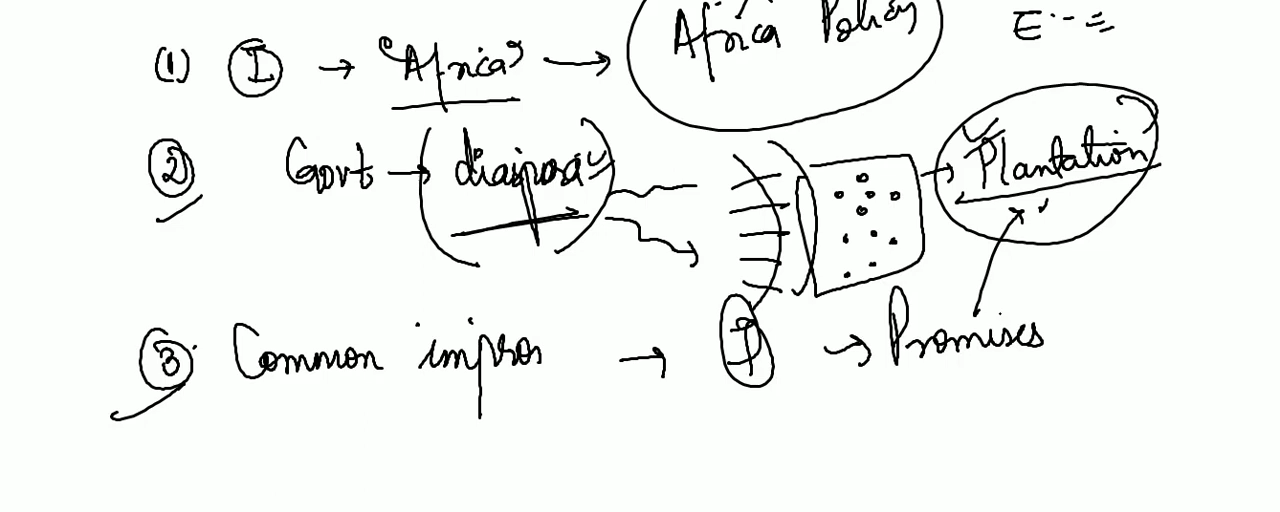 (1) I → "Africa" → Africa Policy
② Govt → (diaspora) → Plantation
③ Common impres → I → Promises